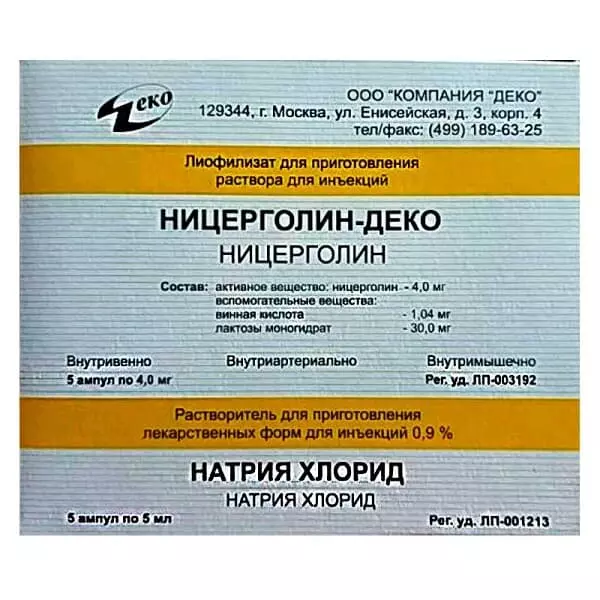 Деко
ООО "КОМПАНИЯ "ДЕКО"
129344, г. Москва, ул. Енисейская, д. 3, корп. 4
тел/факс: (499) 189-63-25
Лиофилизат для приготовления
раствора для инъекций
НИЦЕРГОЛИН-ДЕКО
НИЦЕРГОЛИН
Состав: активное вещество: ницерголин - 4,0 мг
вспомогательные вещества:
винная кислота - 1,04 мг
лактозы моногидрат - 30,0 мг
Внутривенно Внутриартериально Внутримышечно
5 ампул по 4,0 мг Рег. уд. ЛП-003192
Растворитель для приготовления
лекарственных форм для инъекций 0,9 %
НАТРИЯ ХЛОРИД
НАТРИЯ ХЛОРИД
5 ампул по 5 мл Рег. уд. ЛП-001213